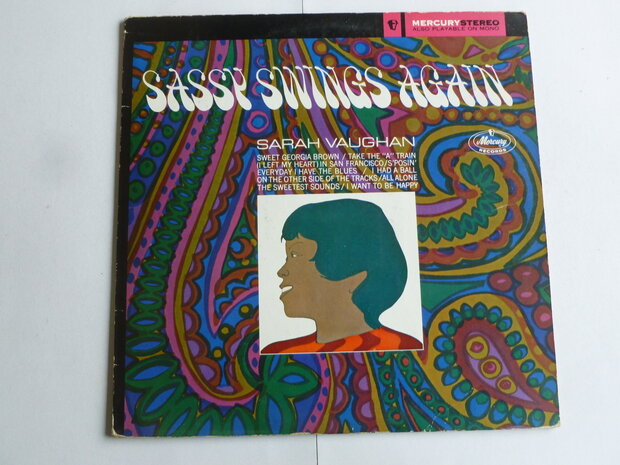 MERCURY STEREO
ALSO PLAYABLE ON MONO
SASSY SWINGS AGAIN
SARAH VAUGHAN
SWEET GEORGIA BROWN / TAKE THE "A" TRAIN
(I LEFT MY HEART) IN SAN FRANCISCO/S'POSIN'
EVERYDAY I HAVE THE BLUES / I HAD A BALL
ON THE OTHER SIDE OF THE TRACKS/ALL ALONE
THE SWEETEST SOUNDS/ I WANT TO BE HAPPY
Mercury
RECORDS